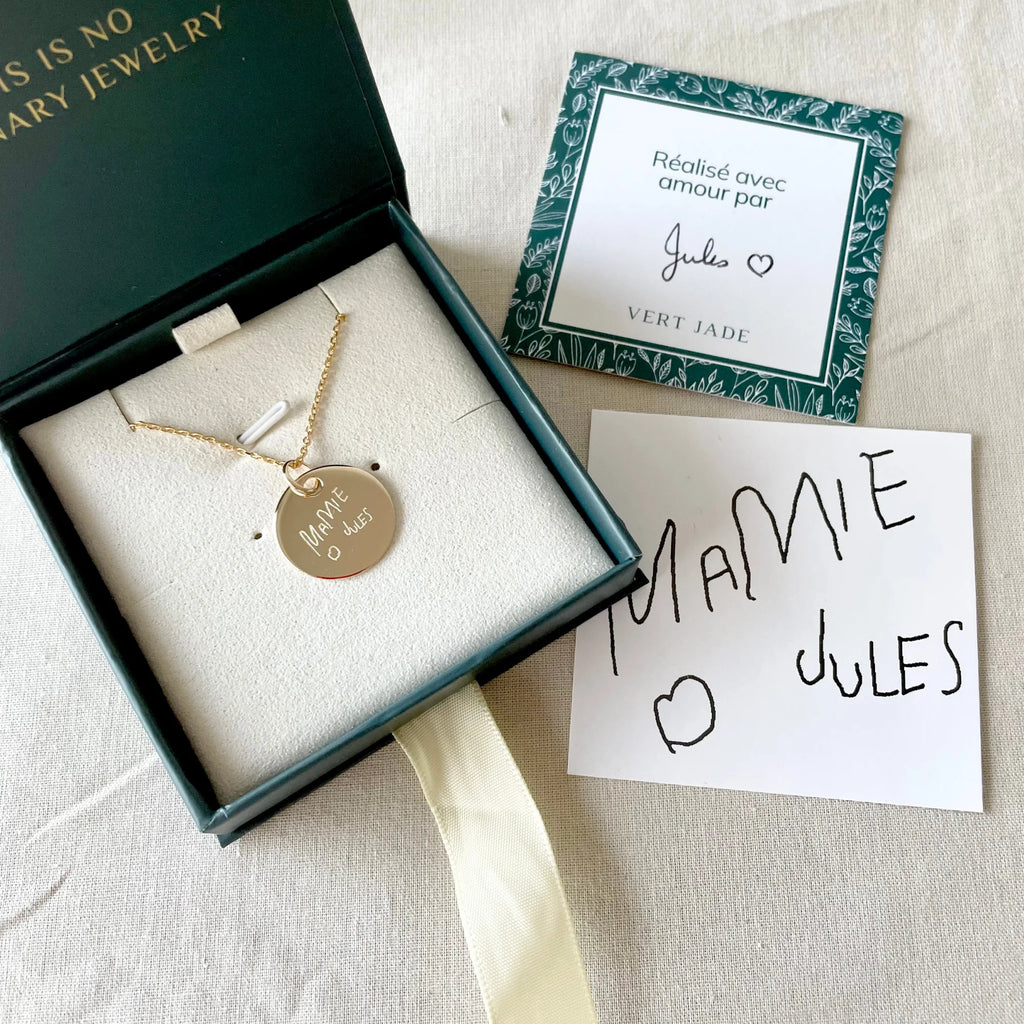 IS IS NO
NARY JEWELRY
MAMIE
JULES
Réalisé avec
amour par
Jules
VERT JADE
MAMIE
JULES